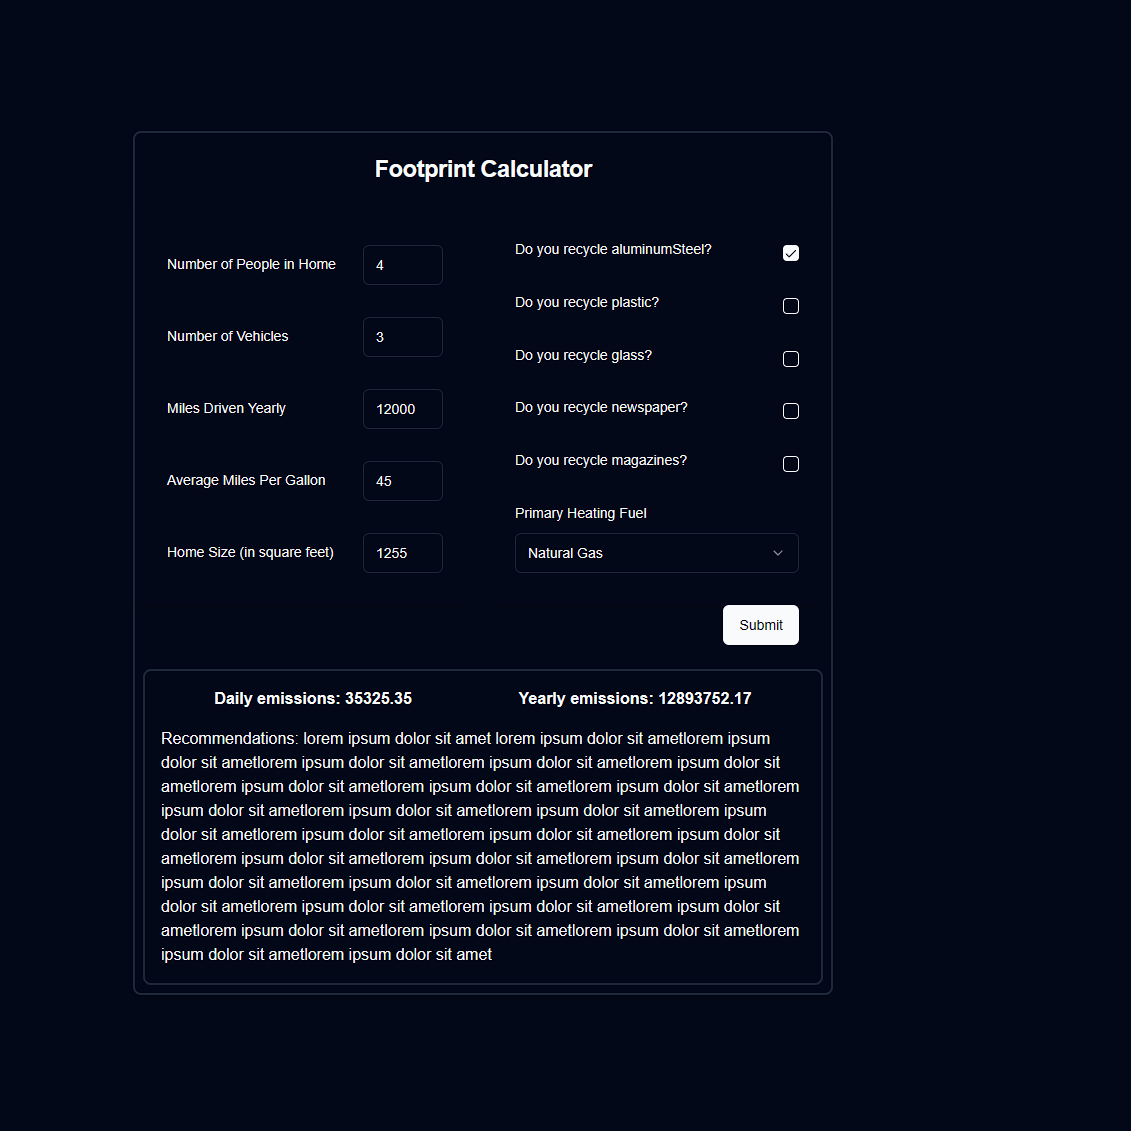 Footprint Calculator
Number of People in Home
4
Number of Vehicles
3
Miles Driven Yearly
12000
Average Miles Per Gallon
45
Home Size (in square feet)
1255
Do you recycle aluminumSteel?
Do you recycle plastic?
Do you recycle glass?
Do you recycle newspaper?
Do you recycle magazines?
Primary Heating Fuel
Natural Gas
Submit
Daily emissions: 35325.35
Yearly emissions: 12893752.17
Recommendations: lorem ipsum dolor sit amet lorem ipsum dolor sit ametlorem ipsum
dolor sit ametlorem ipsum dolor sit ametlorem ipsum dolor sit ametlorem ipsum dolor sit
ametlorem ipsum dolor sit ametlorem ipsum dolor sit ametlorem ipsum dolor sit ametlorem
ipsum dolor sit ametlorem ipsum dolor sit ametlorem ipsum dolor sit ametlorem ipsum
dolor sit ametlorem ipsum dolor sit ametlorem ipsum dolor sit ametlorem ipsum dolor sit
ametlorem ipsum dolor sit ametlorem ipsum dolor sit ametlorem ipsum dolor sit ametlorem
ipsum dolor sit ametlorem ipsum dolor sit ametlorem ipsum dolor sit ametlorem ipsum
dolor sit ametlorem ipsum dolor sit ametlorem ipsum dolor sit ametlorem ipsum dolor sit
ametlorem ipsum dolor sit ametlorem ipsum dolor sit ametlorem ipsum dolor sit ametlorem
ipsum dolor sit ametlorem ipsum dolor sit amet